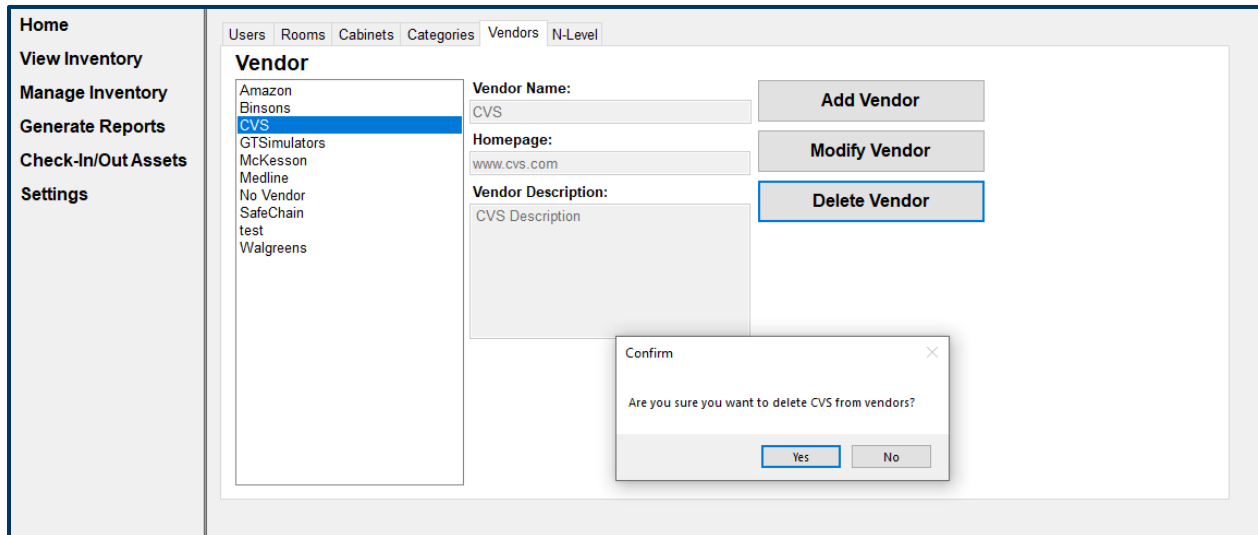 Home
View Inventory
Manage Inventory
Generate Reports
Check-In/Out Assets
Settings
Users Rooms Cabinets Categories Vendors N-Level
Vendor
Amazon
Binsons
CVS
GTSimulators
McKesson
Medline
No Vendor
SafeChain
test
Walgreens
Vendor Name:
CVS
Homepage:
www.cvs.com
Vendor Description:
CVS Description
Add Vendor
Modify Vendor
Delete Vendor
Confirm
Are you sure you want to delete CVS from vendors?
Yes No